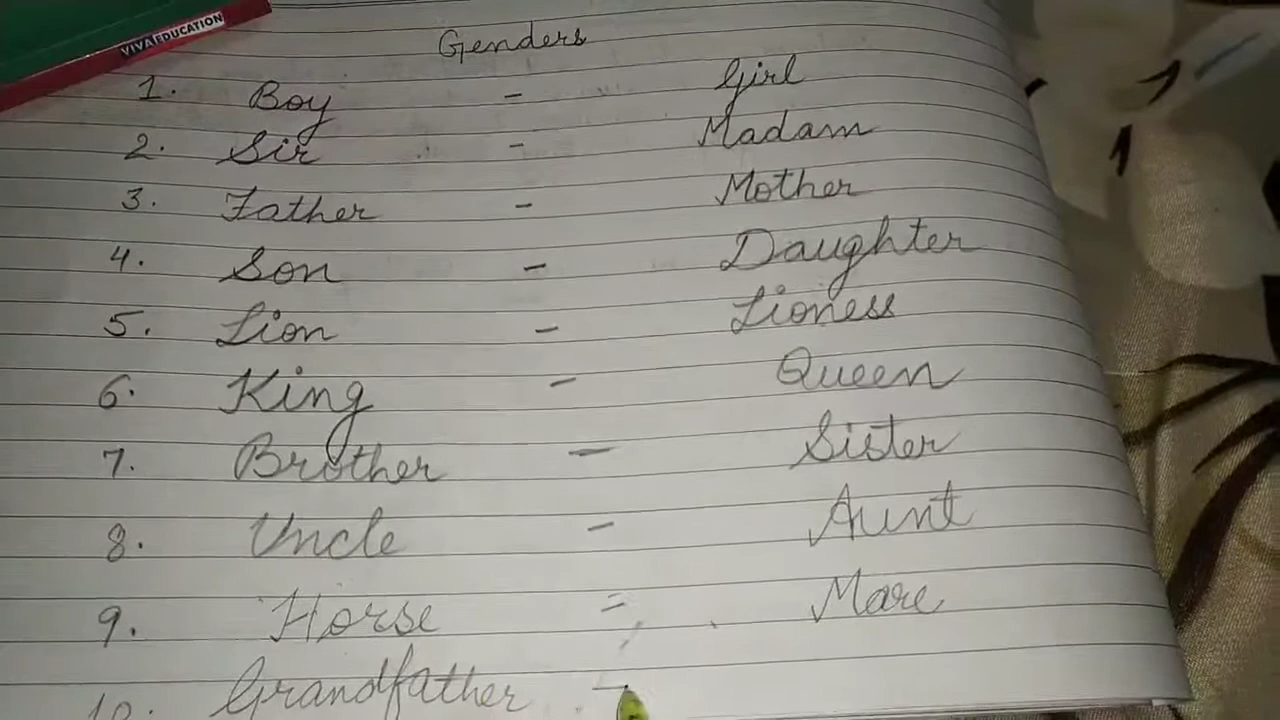 VIVA EDUCATION
Genders
1. Boy - Girl
2. Sir - Madam
3. Father - Mother
4. Son - Daughter
5. Lion - Lioness
6. King - Queen
7. Brother - Sister
8. Uncle - Aunt
9. Horse = Mare
10. Grandfather -